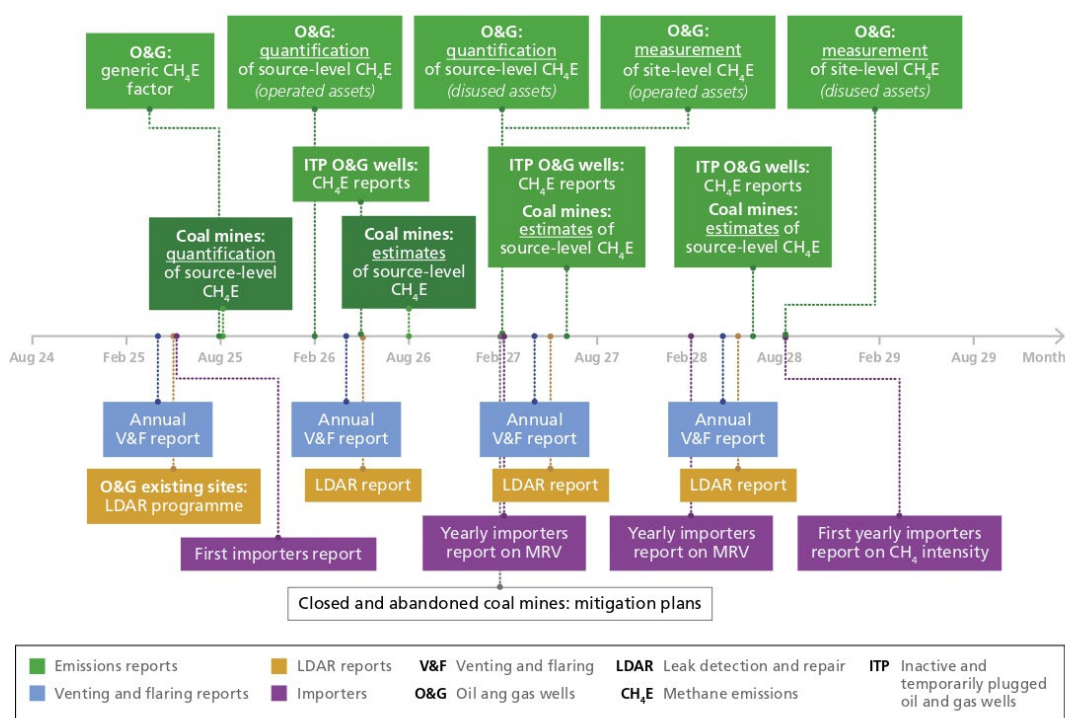 O&G:
generic CH₄E
factor
O&G:
quantification
of source-level CH₄E
(operated assets)
O&G:
quantification
of source-level CH₄E
(disused assets)
O&G:
measurement
of site-level CH₄E
(operated assets)
O&G:
measurement
of site-level CH₄E
(disused assets)
ITP O&G wells:
CH₄E reports
ITP O&G wells:
CH₄E reports
Coal mines:
estimates of
source-level CH₄E
ITP O&G wells:
CH₄E reports
Coal mines:
estimates of
source-level CH₄E
Coal mines:
quantification
of source-level
CH₄E
Coal mines:
estimates
of source-level
CH₄E
Aug 24
Feb 25
Aug 25
Feb 26
Aug 26
Feb 27
Aug 27
Feb 28
Aug 28
Feb 29
Aug 29
Month
Annual
V&F report
Annual
V&F report
Annual
V&F report
Annual
V&F report
O&G existing sites:
LDAR programme
LDAR report
LDAR report
LDAR report
First importers report
Yearly importers
report on MRV
Yearly importers
report on MRV
First yearly importers
report on CH₄ intensity
Closed and abandoned coal mines: mitigation plans
Emissions reports
Venting and flaring reports
LDAR reports
Importers
V&F Venting and flaring
O&G Oil ang gas wells
LDAR Leak detection and repair
CH₄E Methane emissions
ITP Inactive and
temporarily plugged
oil and gas wells